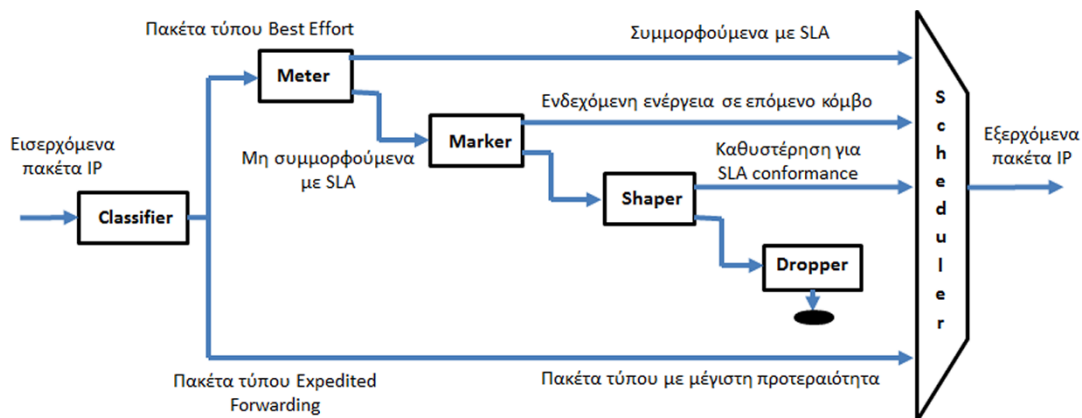 Πακέτα τύπου Best Effort
Συμμορφούμενα με SLA
Meter
Ενδεχόμενη ενέργεια σε επόμενο κόμβο
Εισερχόμενα
πακέτα IP
Μη συμμορφούμενα
με SLA
Marker
Καθυστέρηση για
SLA conformance
Scheduler
Εξερχόμενα
πακέτα IP
Classifier
Shaper
Dropper
Πακέτα τύπου Expedited
Forwarding
Πακέτα τύπου με μέγιστη προτεραιότητα